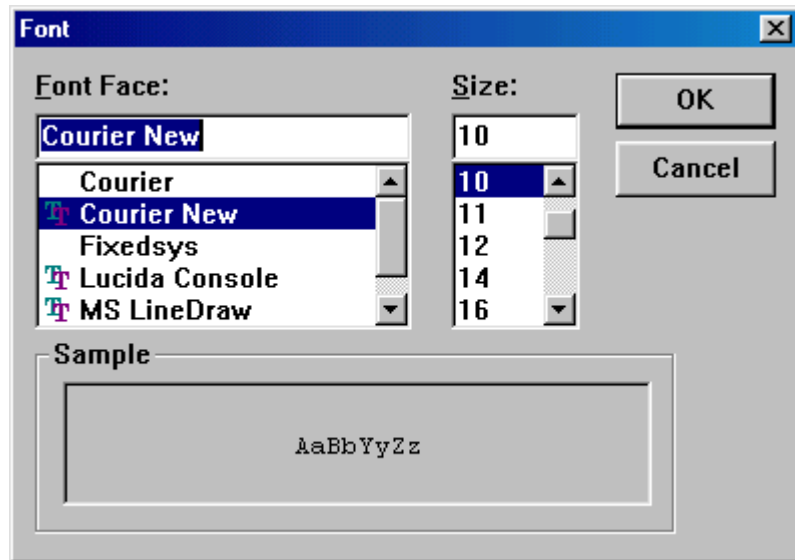 Font
Font Face:
Size:
OK
Courier New
10
Cancel
Courier
10
Courier New
11
Fixedsys
12
Lucida Console
14
MS LineDraw
16
Sample
AaBbYyZz